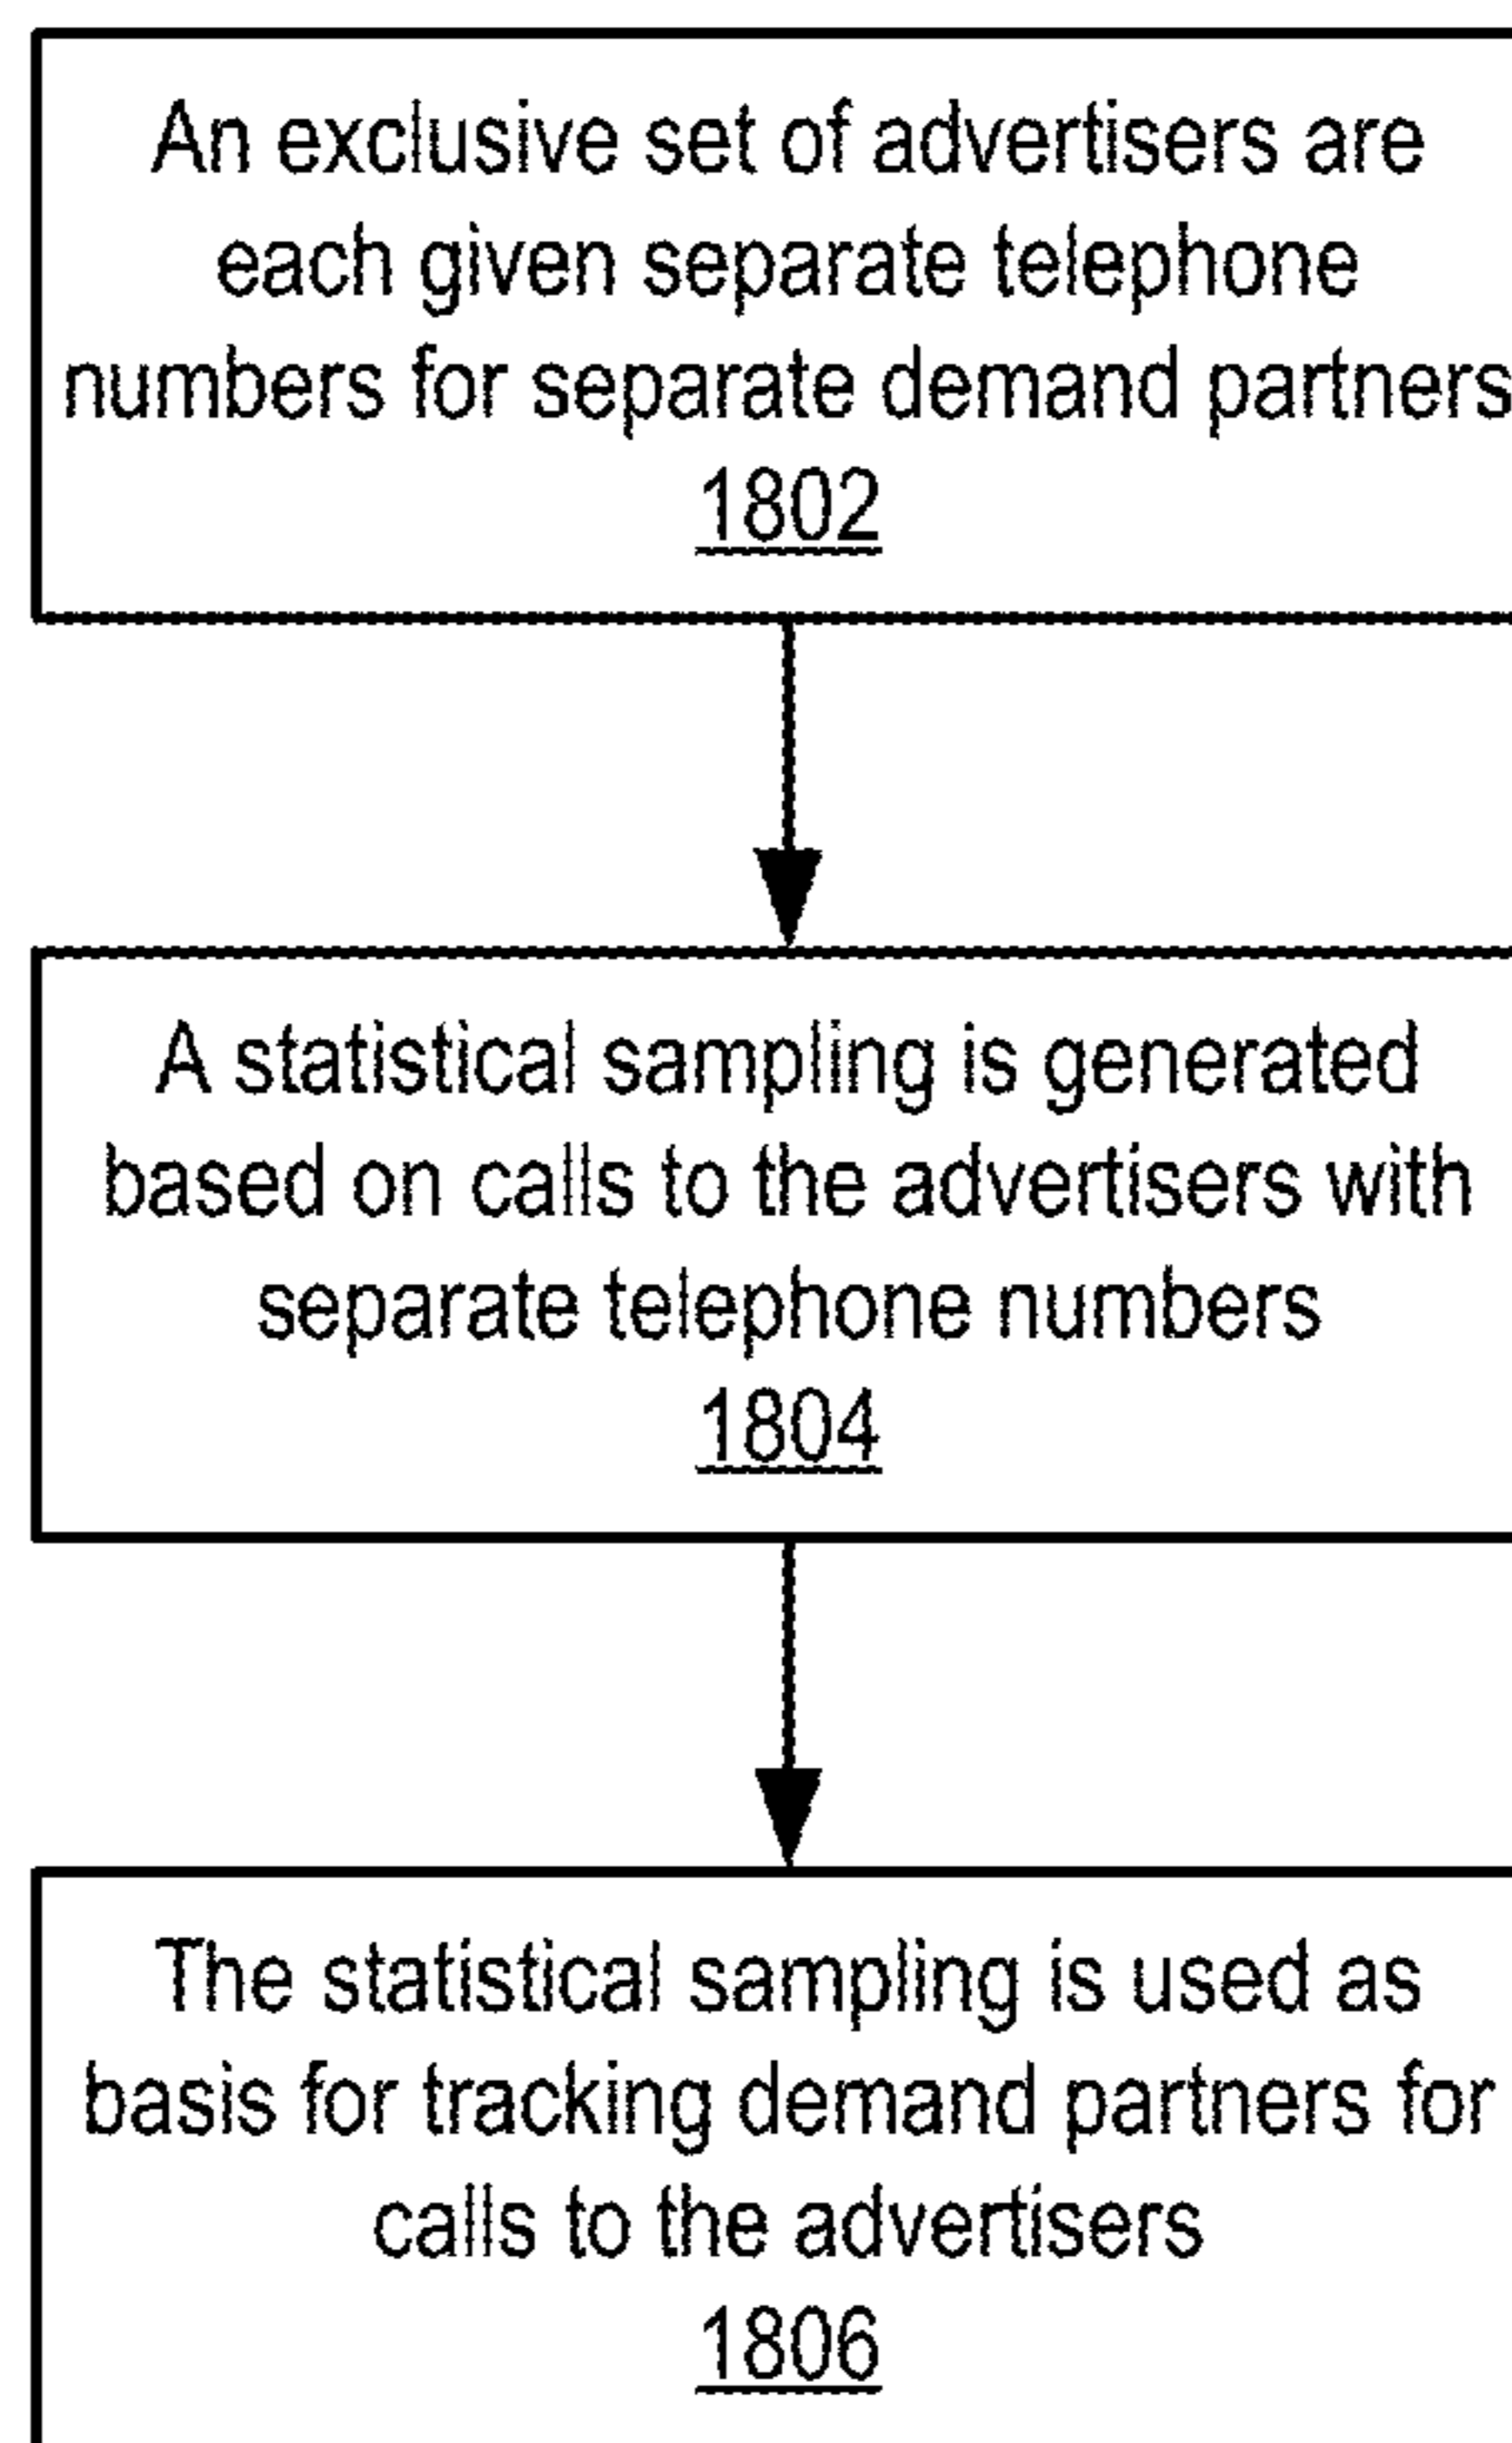 An exclusive set of advertisers are
each given separate telephone
numbers for separate demand partners
1802
A statistical sampling is generated
based on calls to the advertisers with
separate telephone numbers
1804
The statistical sampling is used as
basis for tracking demand partners for
calls to the advertisers
1806